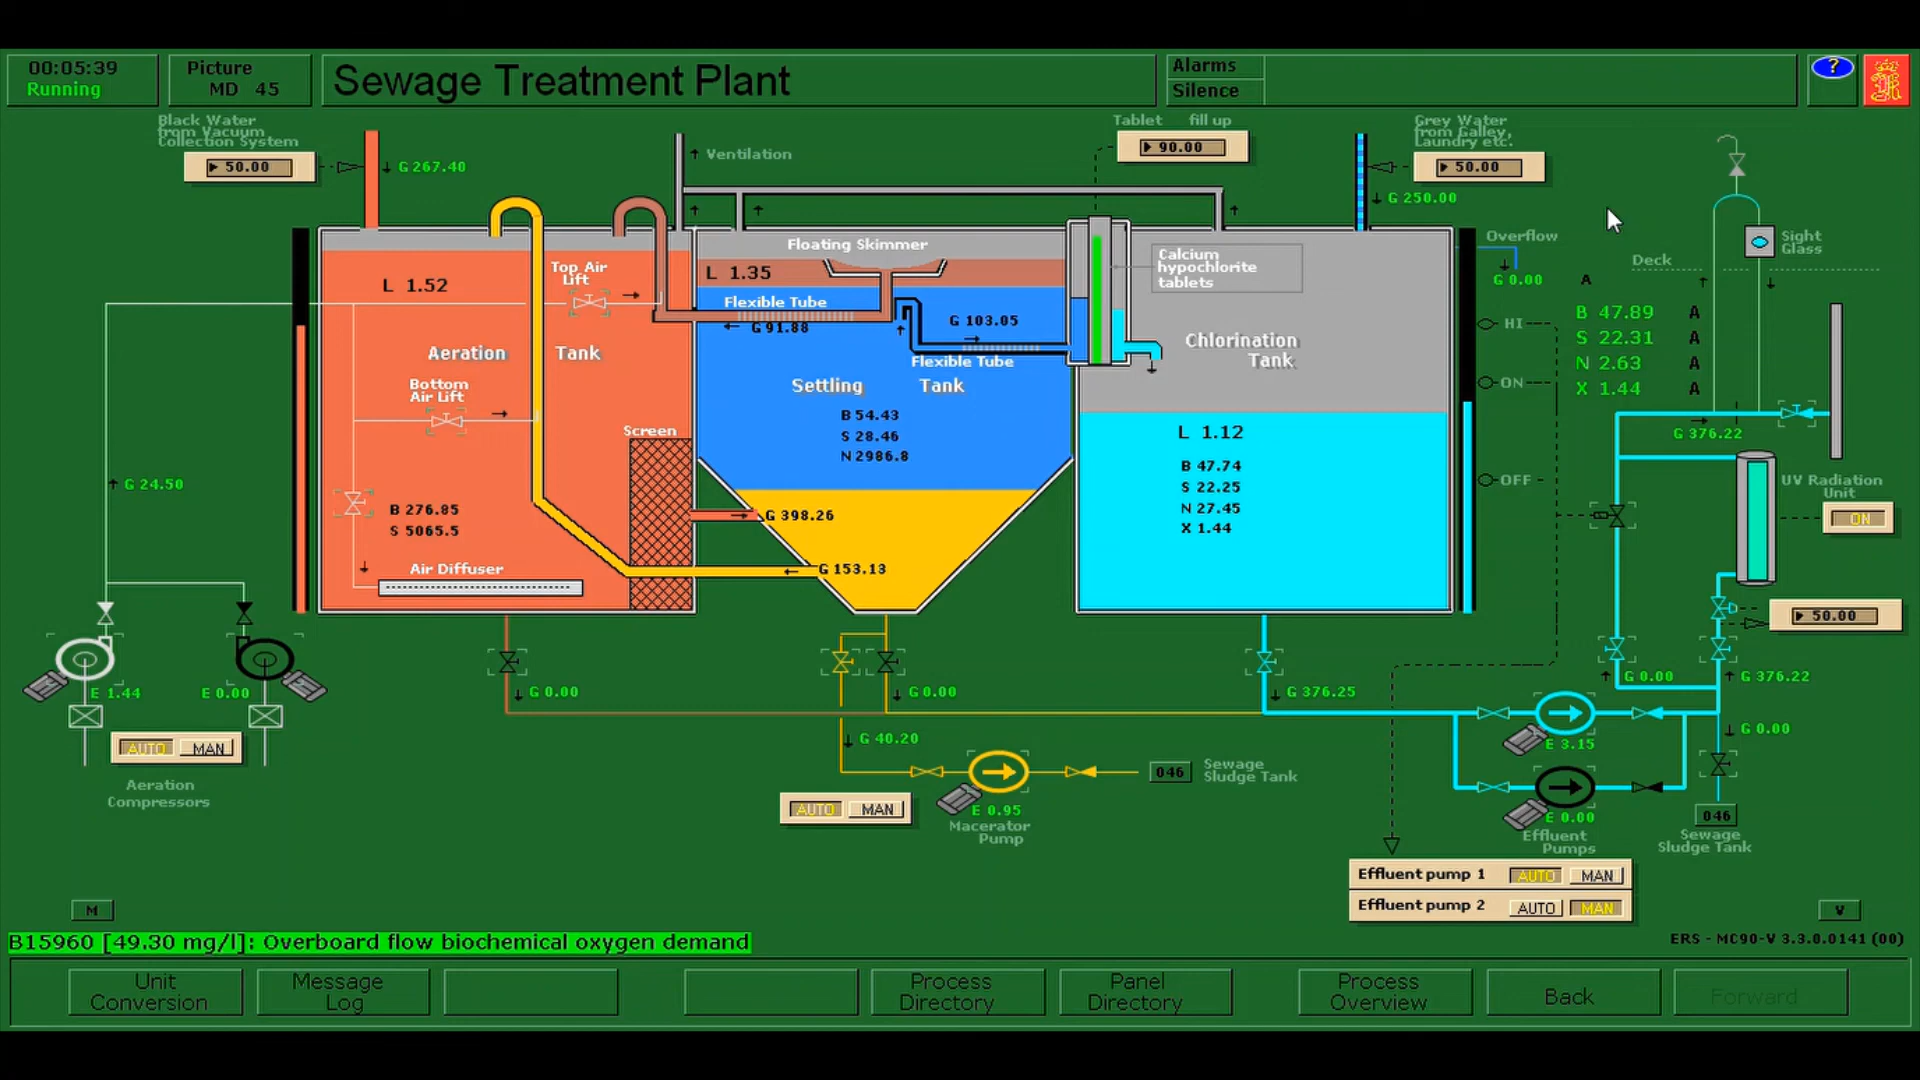 00:05:39
Running
Picture
MD 45
Sewage Treatment Plant
Alarms
Silence
?
Black Water
from Vacuum
Collection System
50.00
G 267.40
Ventilation
Tablet fill up
90.00
Grey Water
from Galley,
Laundry etc.
50.00
G 250.00
Overflow
G 0.00
Sight
Glass
Deck
A
B 47.89 A
S 22.31 A
N 2.63 A
X 1.44 A
HI
ON
OFF
G 376.22
L 1.52
Top Air
Lift
Aeration Tank
Bottom
Air Lift
Screen
B 276.85
S 5065.5
Air Diffuser
Floating Skimmer
L 1.35
Flexible Tube
G 91.88
G 103.05
Flexible Tube
Settling Tank
B 54.43
S 28.46
N 2986.8
G 398.26
G 153.13
Calcium
hypochlorite
tablets
Chlorination
Tank
L 1.12
B 47.74
S 22.25
N 27.45
X 1.44
UV Radiation
Unit
ON
50.00
G 24.50
E 1.44
E 0.00
AUTO MAN
Aeration
Compressors
G 0.00
G 0.00
G 376.25
G 0.00
G 376.22
G 0.00
G 40.20
AUTO MAN
E 0.95
Macerator
Pump
046
Sewage
Sludge Tank
E 3.15
E 0.00
Effluent
Pumps
046
Sewage
Sludge Tank
Effluent pump 1 AUTO MAN
Effluent pump 2 AUTO MAN
M
V
B15960 [49.30 mg/l]: Overboard flow biochemical oxygen demand
ERS - MC90-V 3.3.0.0141 (00)
Unit
Conversion
Message
Log
Process
Directory
Panel
Directory
Process
Overview
Back
Forward